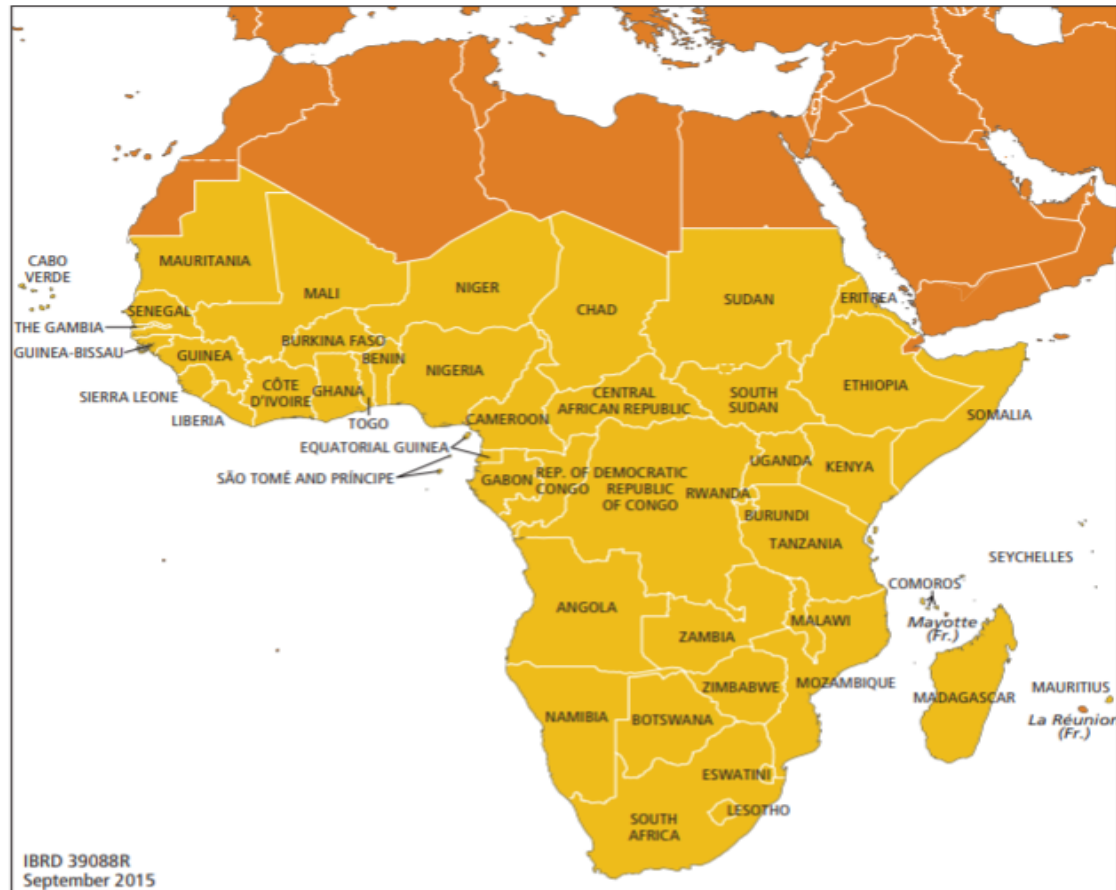 CABO
VERDE
MAURITANIA
MALI
NIGER
CHAD
SUDAN
ERITREA
SENEGAL
THE GAMBIA
GUINEA-BISSAU
GUINEA
BURKINA FASO
BENIN
NIGERIA
SIERRA LEONE
LIBERIA
CÔTE
D'IVOIRE
GHANA
TOGO
CAMEROON
CENTRAL
AFRICAN REPUBLIC
SOUTH
SUDAN
ETHIOPIA
SOMALIA
EQUATORIAL GUINEA
SÃO TOMÉ AND PRÍNCIPE
GABON
REP. OF
CONGO
DEMOCRATIC
REPUBLIC
OF CONGO
UGANDA
KENYA
RWANDA
BURUNDI
TANZANIA
SEYCHELLES
COMOROS
Mayotte
(Fr.)
ANGOLA
ZAMBIA
MALAWI
MOZAMBIQUE
ZIMBABWE
MADAGASCAR
MAURITIUS
La Réunion
(Fr.)
NAMIBIA
BOTSWANA
ESWATINI
LESOTHO
SOUTH
AFRICA
IBRD 39088R
September 2015